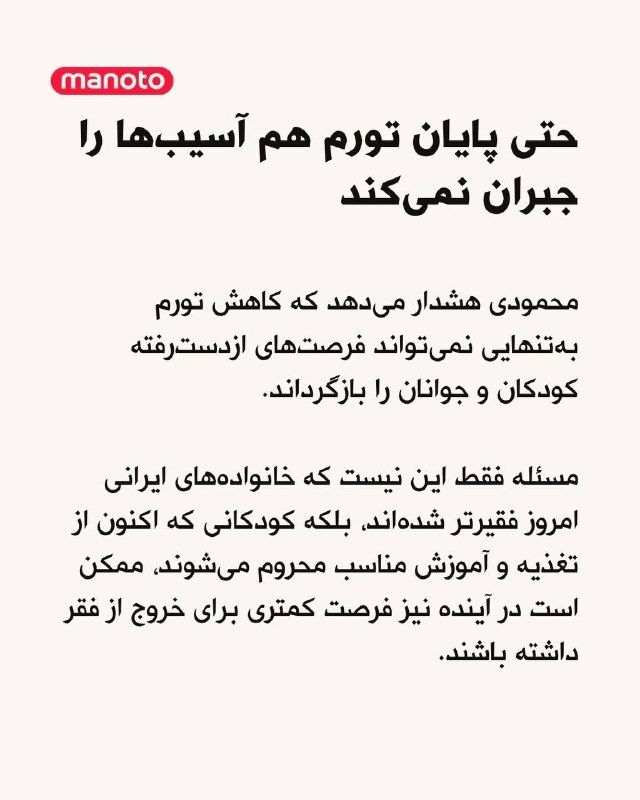 manoto
حتی پایان تورم هم آسیب‌ها را
جبران نمی‌کند
محمودی هشدار می‌دهد که کاهش تورم
به‌تنهایی نمی‌تواند فرصت‌های ازدست‌رفته
کودکان و جوانان را بازگرداند.
مسئله فقط این نیست که خانواده‌های ایرانی
امروز فقیرتر شده‌اند، بلکه کودکانی که اکنون از
تغذیه و آموزش مناسب محروم می‌شوند، ممکن
است در آینده نیز فرصت کمتری برای خروج از فقر
داشته باشند.